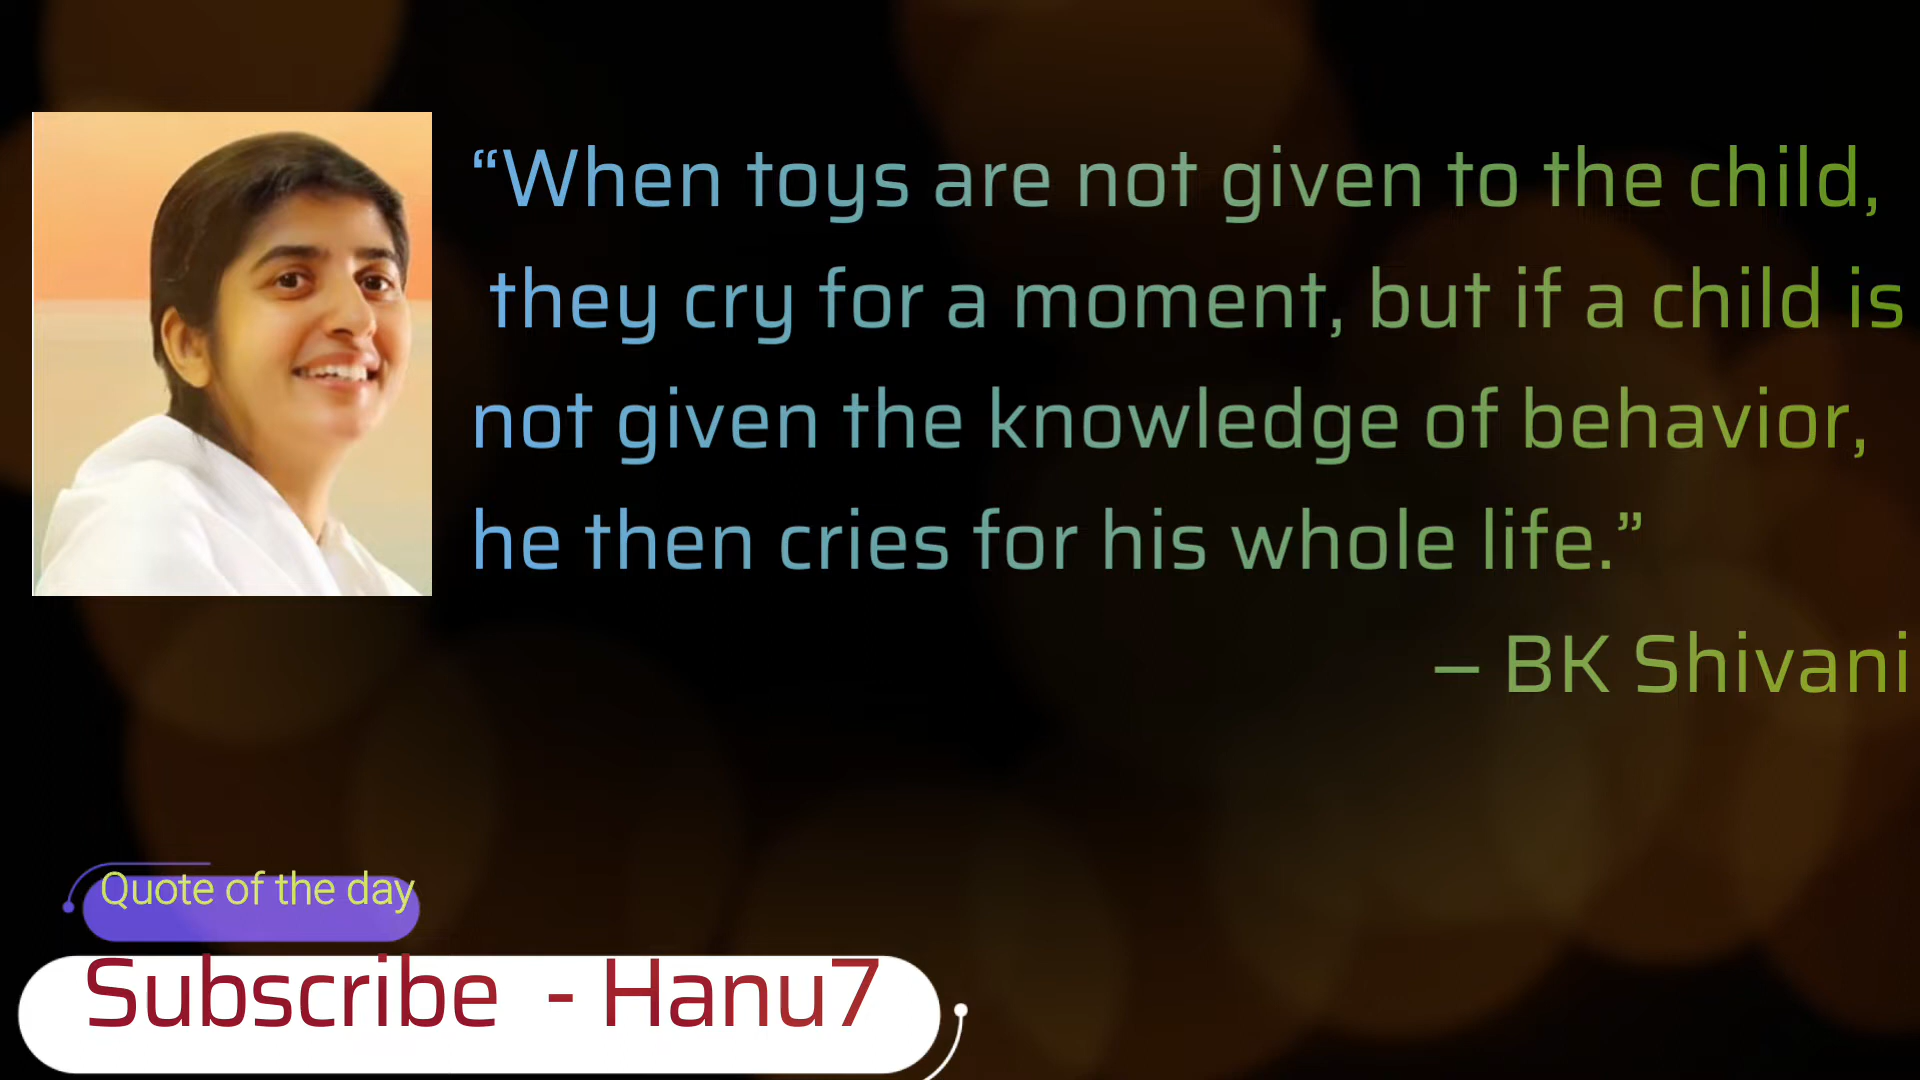 “When toys are not given to the child,
they cry for a moment, but if a child is
not given the knowledge of behavior,
he then cries for his whole life.”
– BK Shivani
Quote of the day
Subscribe - Hanu7